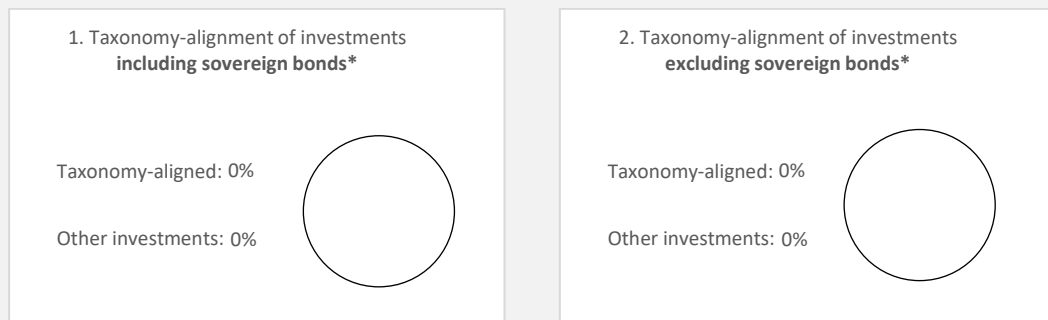 1. Taxonomy-alignment of investments
including sovereign bonds*
Taxonomy-aligned: 0%
Other investments: 0%
2. Taxonomy-alignment of investments
excluding sovereign bonds*
Taxonomy-aligned: 0%
Other investments: 0%